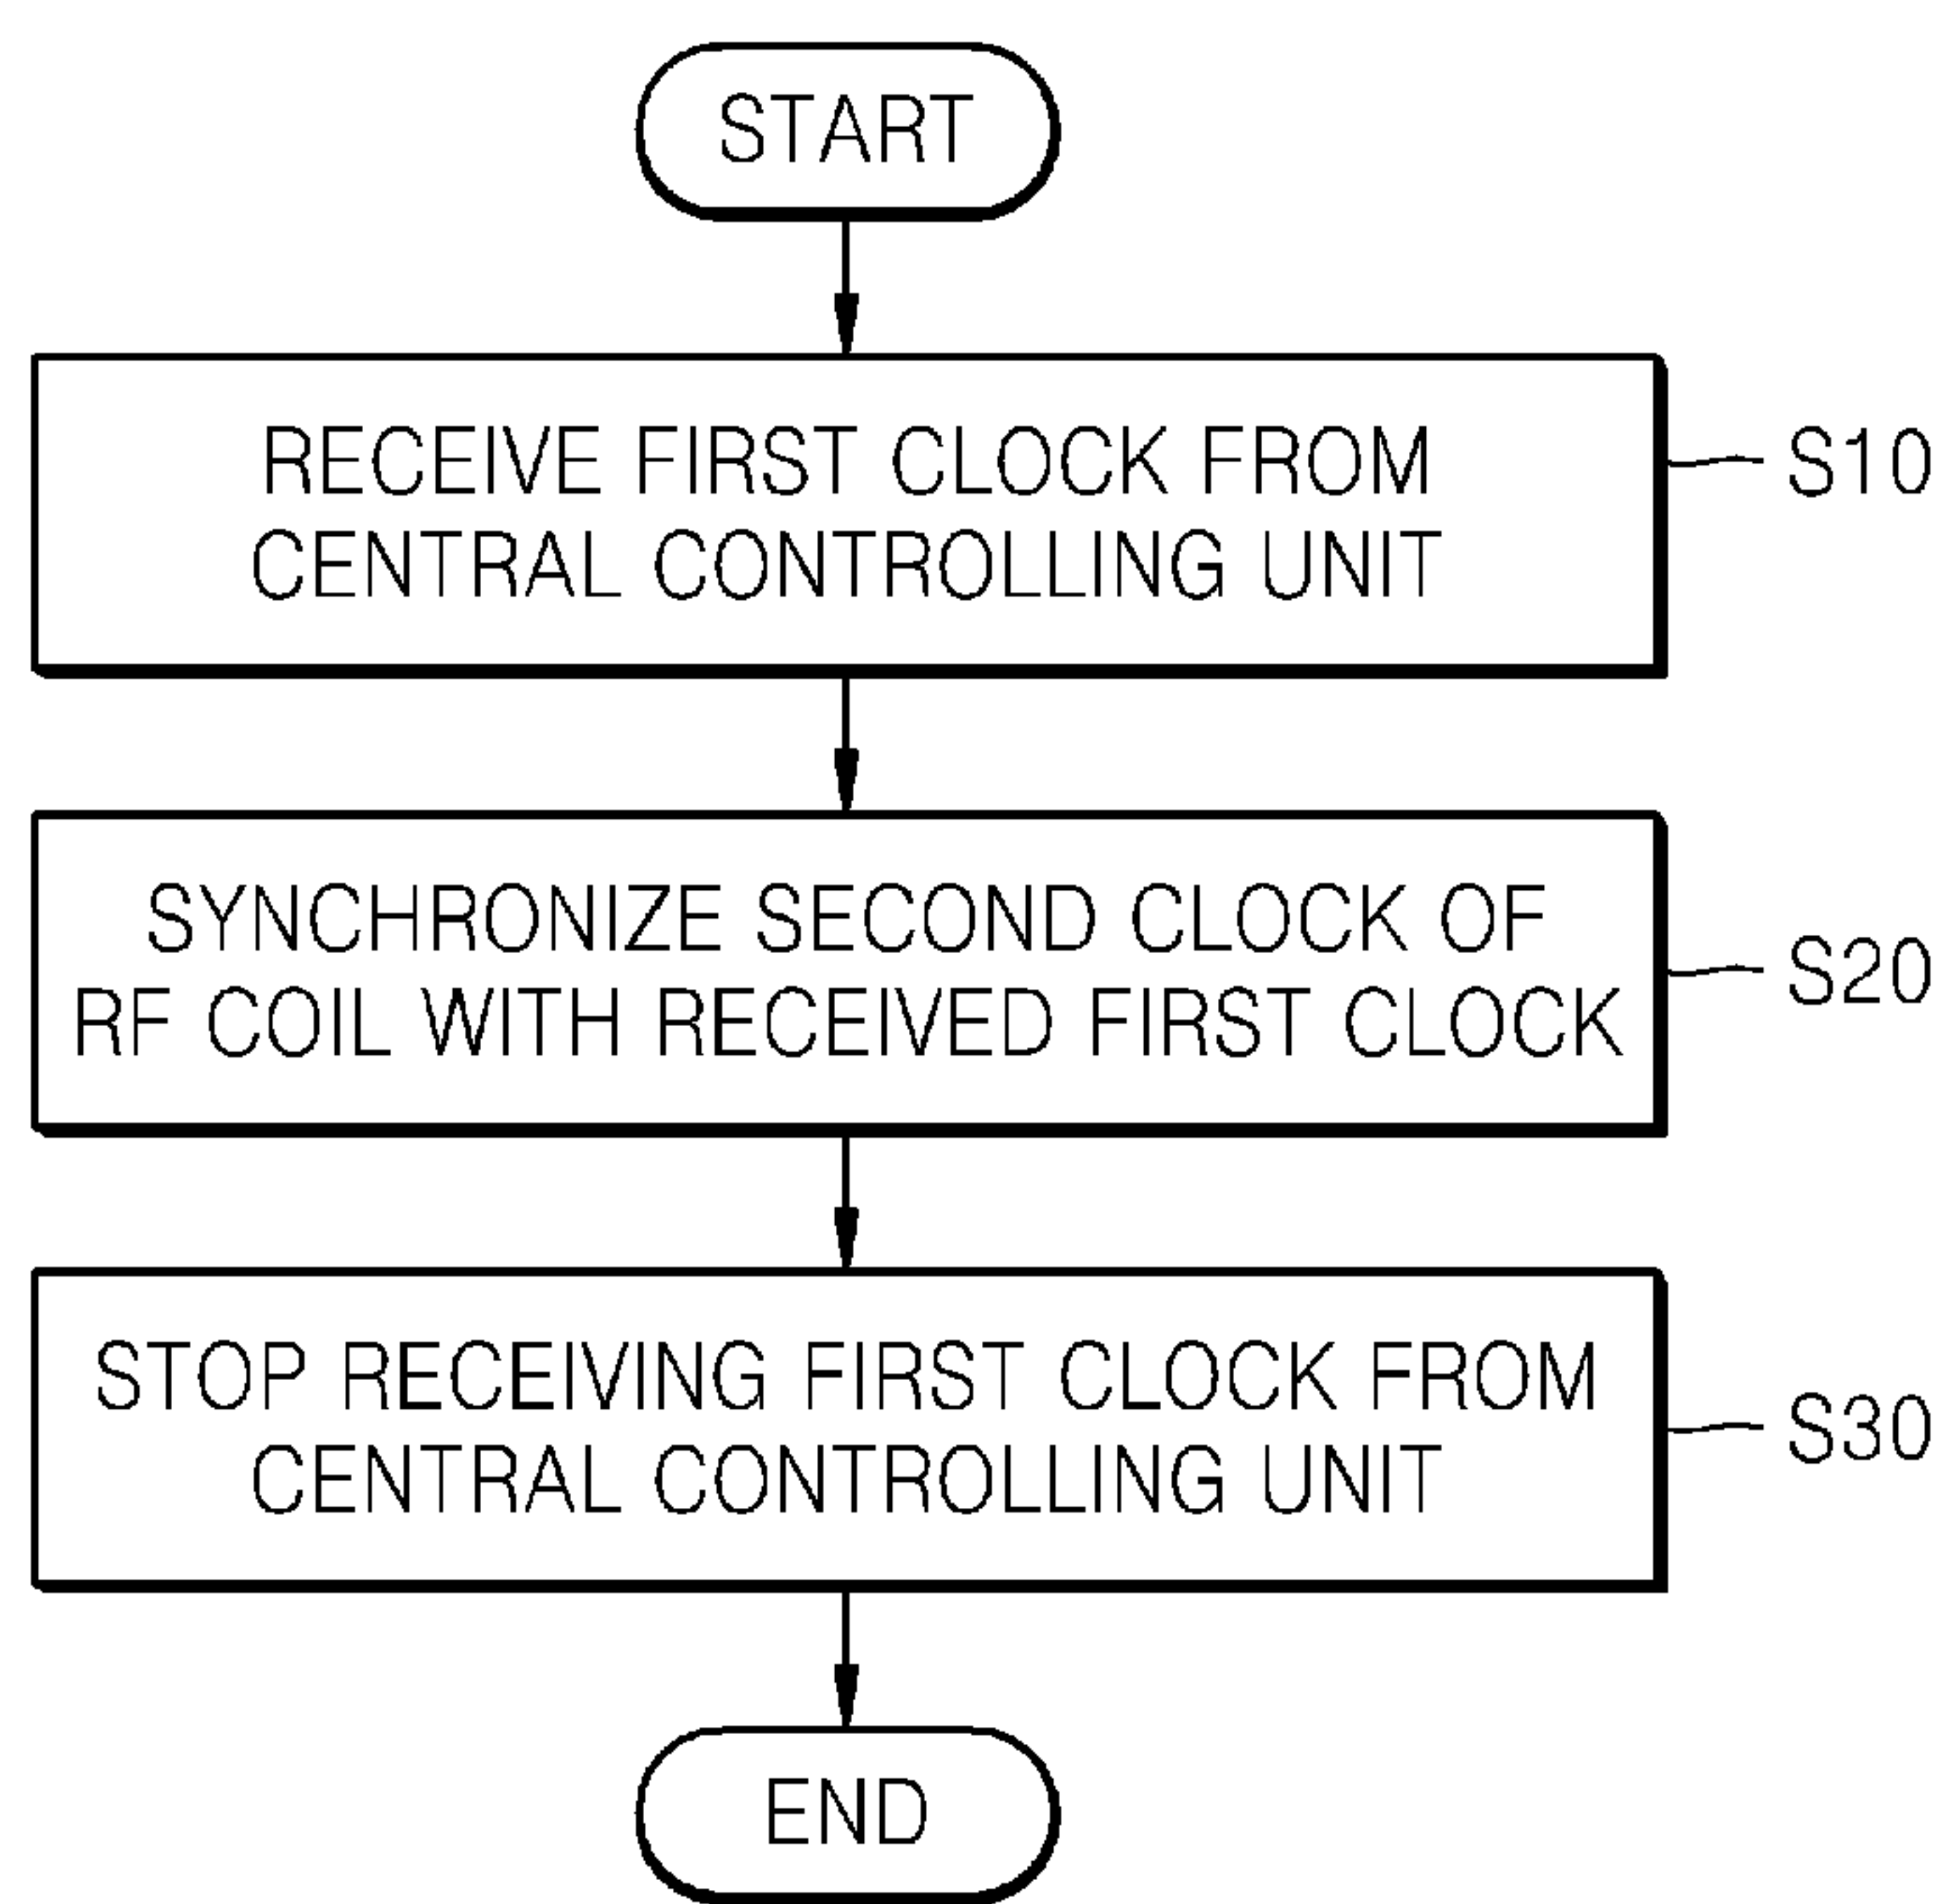 START
RECEIVE FIRST CLOCK FROM
CENTRAL CONTROLLING UNIT
S10
SYNCHRONIZE SECOND CLOCK OF
RF COIL WITH RECEIVED FIRST CLOCK
S20
STOP RECEIVING FIRST CLOCK FROM
CENTRAL CONTROLLING UNIT
S30
END